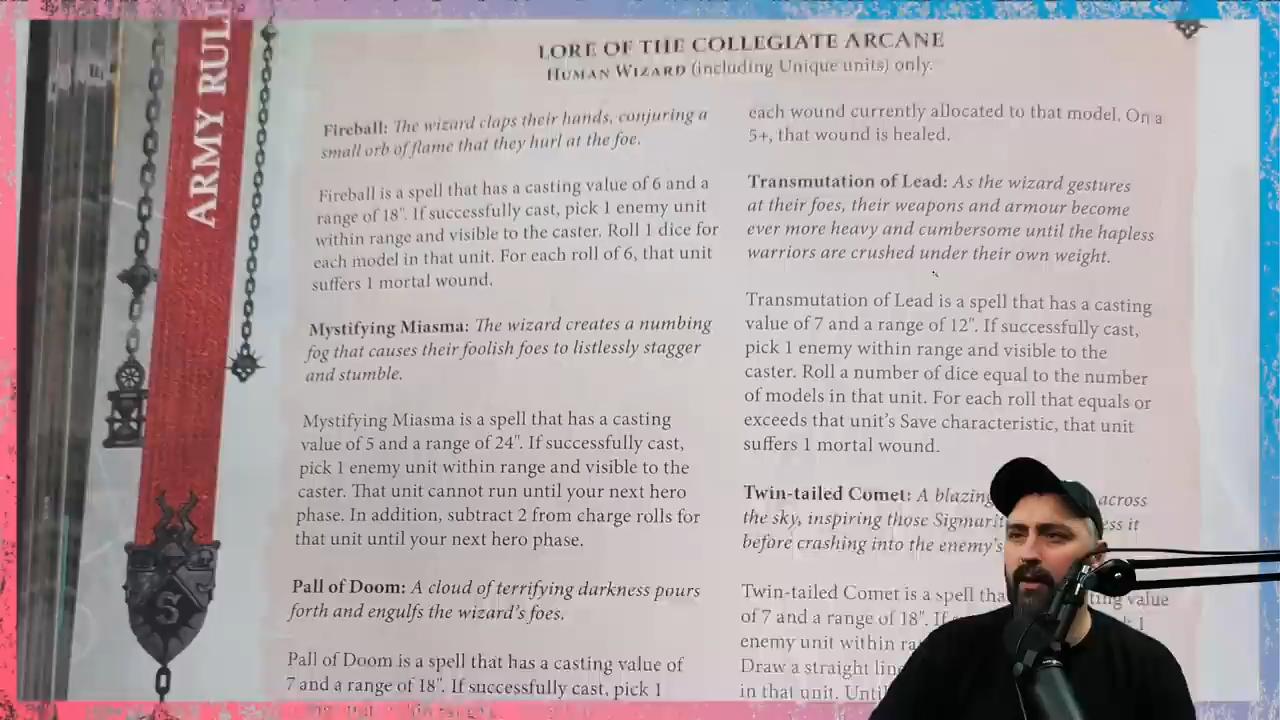 ARMY RUL
LORE OF THE COLLEGIATE ARCANE
HUMAN WIZARD (including Unique units) only.
Fireball: The wizard claps their hands, conjuring a
small orb of flame that they hurl at the foe.
Fireball is a spell that has a casting value of 6 and a
range of 18". If successfully cast, pick 1 enemy unit
within range and visible to the caster. Roll 1 dice for
each model in that unit. For each roll of 6, that unit
suffers 1 mortal wound.
Mystifying Miasma: The wizard creates a numbing
fog that causes their foolish foes to listlessly stagger
and stumble.
Mystifying Miasma is a spell that has a casting
value of 5 and a range of 24". If successfully cast,
pick 1 enemy unit within range and visible to the
caster. That unit cannot run until your next hero
phase. In addition, subtract 2 from charge rolls for
that unit until your next hero phase.
Pall of Doom: A cloud of terrifying darkness pours
forth and engulfs the wizard's foes.
Pall of Doom is a spell that has a casting value of
7 and a range of 18". If successfully cast, pick 1
each wound currently allocated to that model. On a
5+, that wound is healed.
Transmutation of Lead: As the wizard gestures
at their foes, their weapons and armour become
ever more heavy and cumbersome until the hapless
warriors are crushed under their own weight.
Transmutation of Lead is a spell that has a casting
value of 7 and a range of 12". If successfully cast,
pick 1 enemy within range and visible to the
caster. Roll a number of dice equal to the number
of models in that unit. For each roll that equals or
exceeds that unit's Save characteristic, that unit
suffers 1 mortal wound.
Twin-tailed Comet: A blazing across
the sky, inspiring those it
before crashing into the enemy's
Twin-tailed Comet is a spell value
of 7 and a range of 18". If 1
enemy unit within
Draw a straight
in that unit.
S